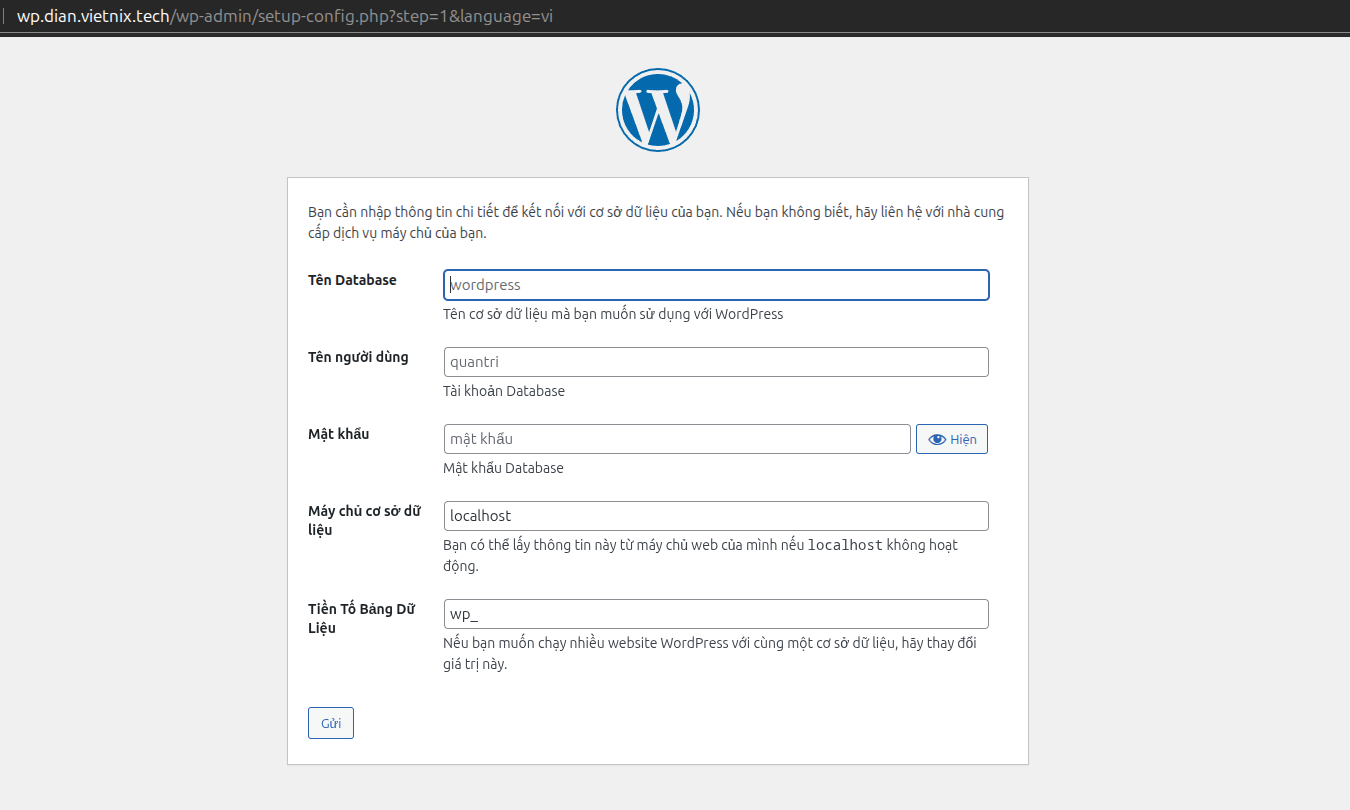 wp.dian.vietnix.tech/wp-admin/setup-config.php?step=1&language=vi
Bạn cần nhập thông tin chi tiết để kết nối với cơ sở dữ liệu của bạn. Nếu bạn không biết, hãy liên hệ với nhà cung
cấp dịch vụ máy chủ của bạn.
Tên Database
wordpress
Tên cơ sở dữ liệu mà bạn muốn sử dụng với WordPress
Tên người dùng
quantri
Tài khoản Database
Mật khẩu
mật khẩu
Hiện
Mật khẩu Database
Máy chủ cơ sở dữ
liệu
localhost
Bạn có thể lấy thông tin này từ máy chủ web của mình nếu localhost không hoạt
động.
Tiền Tố Bảng Dữ
Liệu
wp_
Nếu bạn muốn chạy nhiều website WordPress với cùng một cơ sở dữ liệu, hãy thay đổi
giá trị này.
Gửi